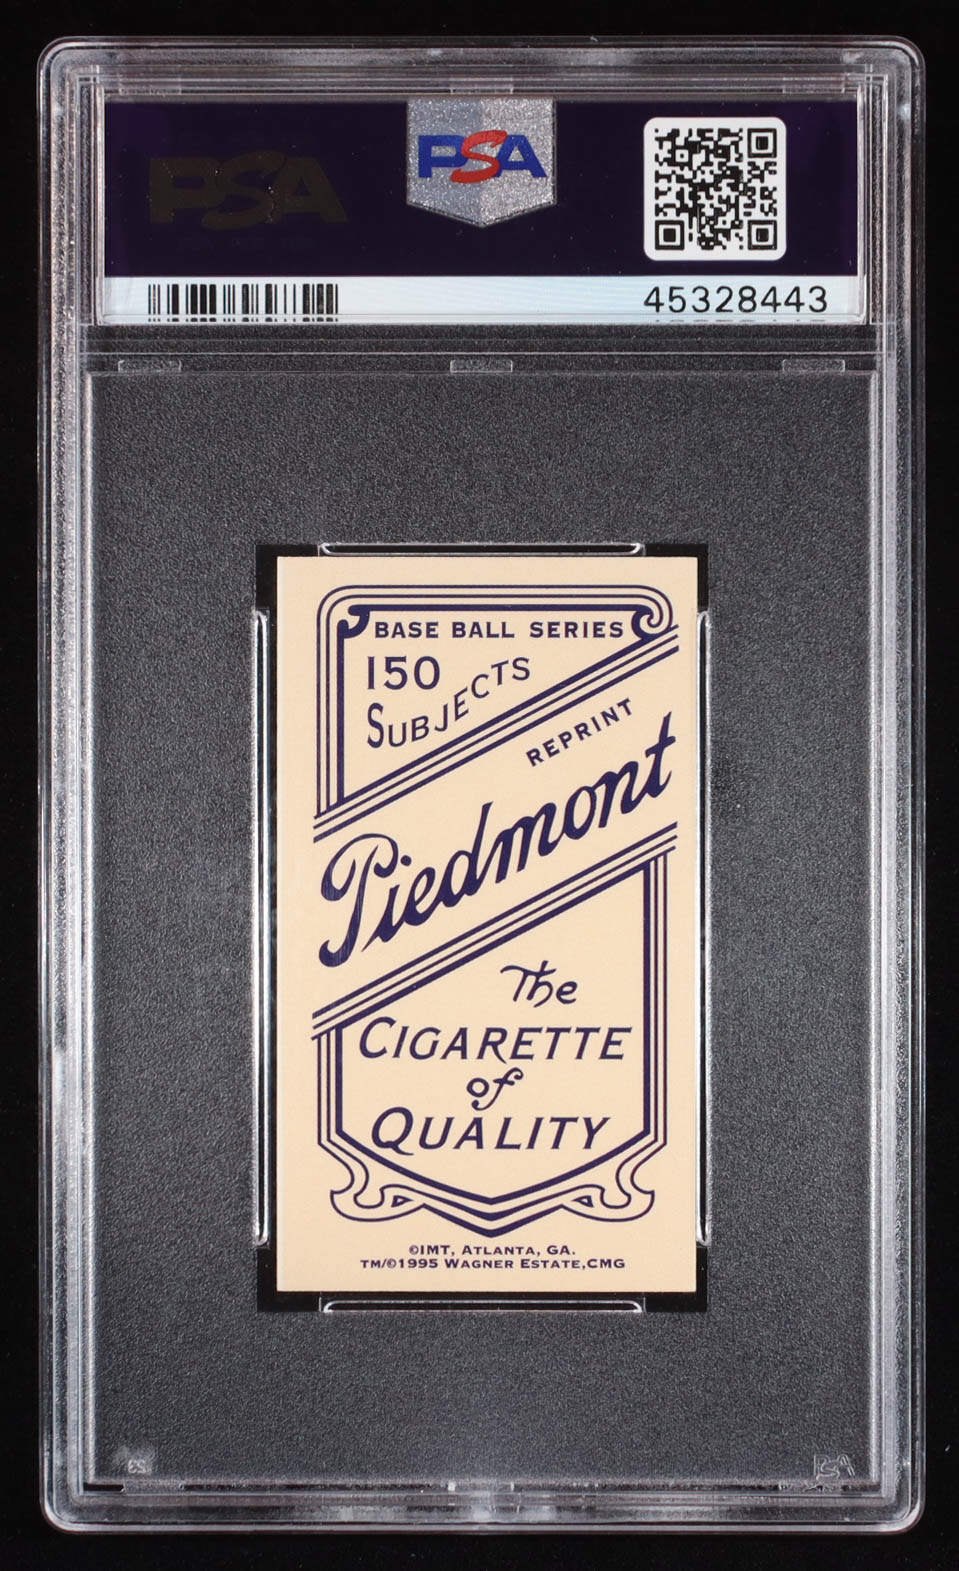 PSA
PSA
45328443
BASE BALL SERIES
150
SUBJECTS
REPRINT
Piedmont
The
CIGARETTE
of
QUALITY
©IMT, ATLANTA, GA.
TM/©1995 WAGNER ESTATE,CMG
PSA